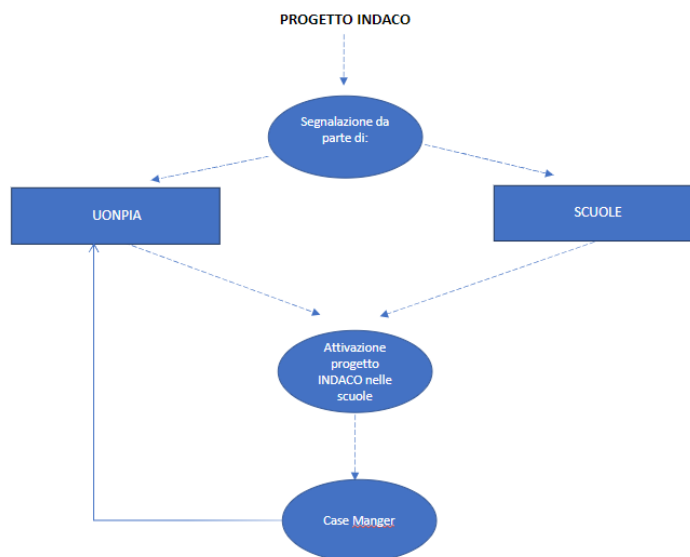 PROGETTO INDACO
Segnalazione da
parte di:
UONPIA
SCUOLE
Attivazione
progetto
INDACO nelle
scuole
Case Manger